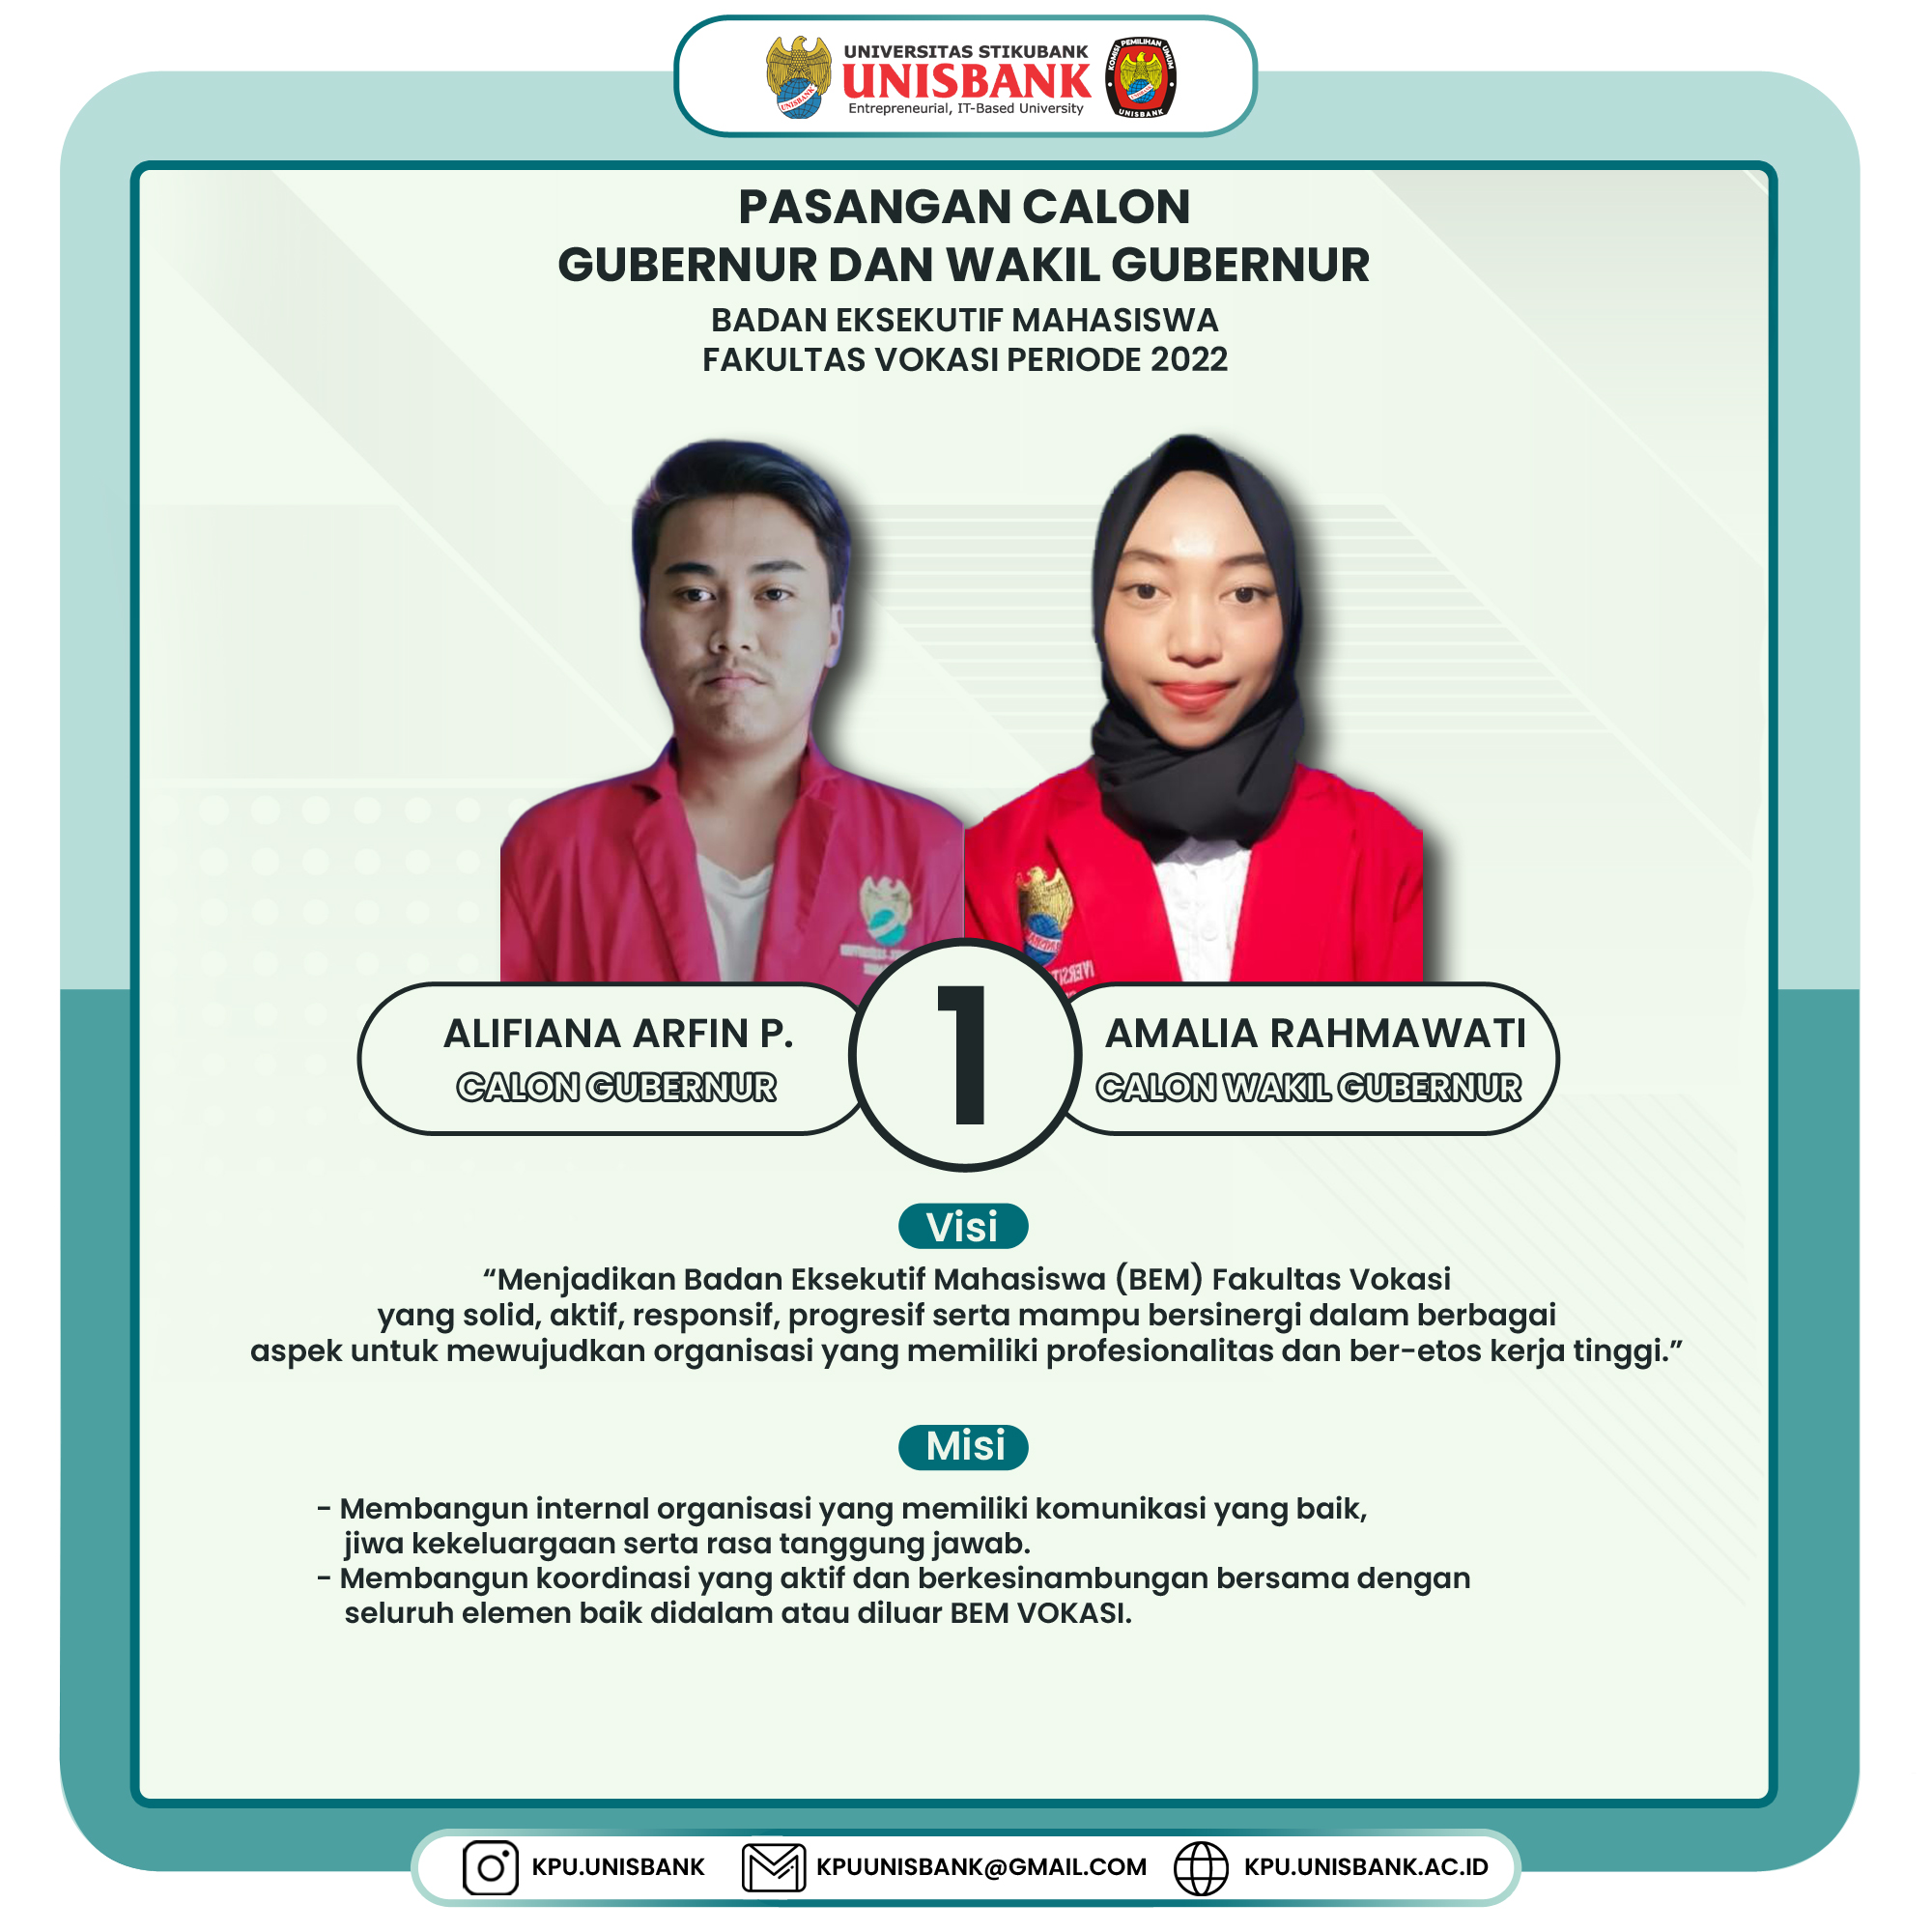 UNIVERSITAS STIKUBANK
UNISBANK
Entrepreneurial, IT-Based University
UNISBANK
KOMISI PEMILIHAN UMUM
UNISBANK
PASANGAN CALON
GUBERNUR DAN WAKIL GUBERNUR
BADAN EKSEKUTIF MAHASISWA
FAKULTAS VOKASI PERIODE 2022
ALIFIANA ARFIN P.
CALON GUBERNUR
1
AMALIA RAHMAWATI
CALON WAKIL GUBERNUR
Visi
“Menjadikan Badan Eksekutif Mahasiswa (BEM) Fakultas Vokasi
yang solid, aktif, responsif, progresif serta mampu bersinergi dalam berbagai
aspek untuk mewujudkan organisasi yang memiliki profesionalitas dan ber-etos kerja tinggi.”
Misi
- Membangun internal organisasi yang memiliki komunikasi yang baik,
jiwa kekeluargaan serta rasa tanggung jawab.
- Membangun koordinasi yang aktif dan berkesinambungan bersama dengan
seluruh elemen baik didalam atau diluar BEM VOKASI.
KPU.UNISBANK
KPUUNISBANK@GMAIL.COM
KPU.UNISBANK.AC.ID